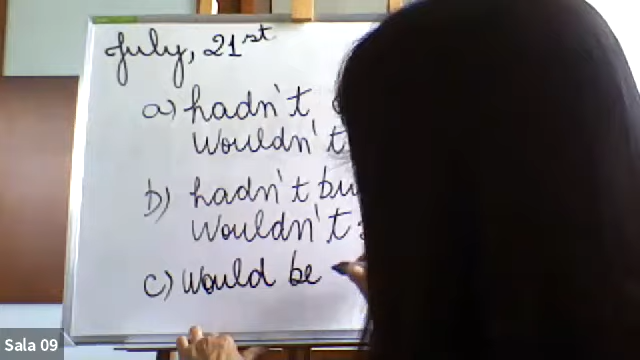 July, 21st
a) hadn't
wouldn't
b) hadn't
wouldn't
c) would be
Sala 09